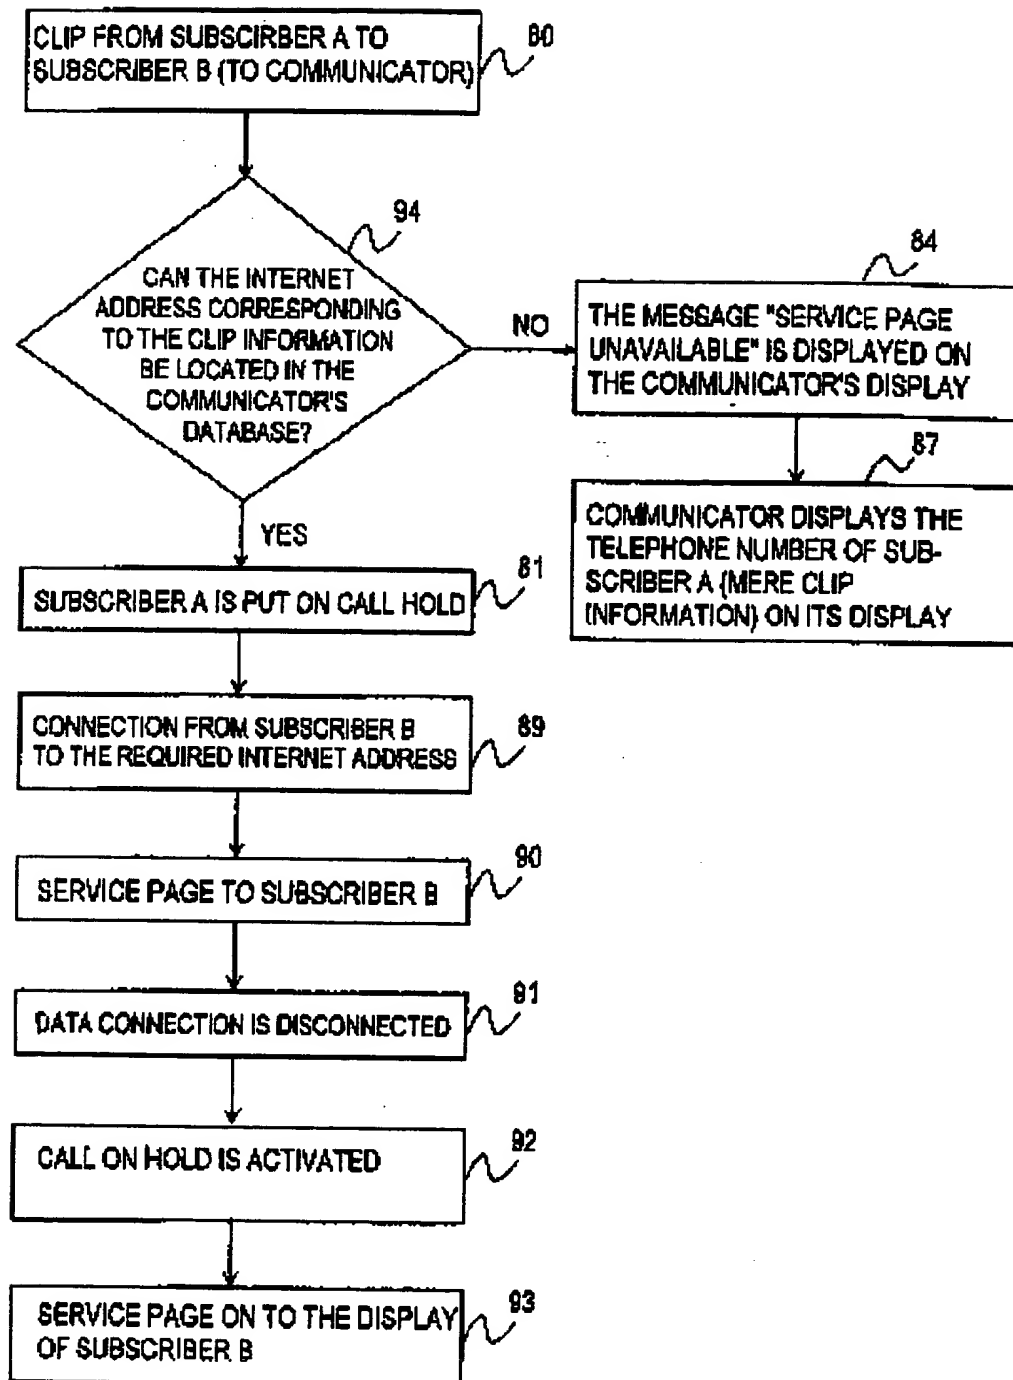 CLIP FROM SUBSCIRBER A TO
SUBSCRIBER B (TO COMMUNICATOR)
80
94
CAN THE INTERNET
ADDRESS CORRESPONDING
TO THE CLIP INFORMATION
BE LOCATED IN THE
COMMUNICATOR'S
DATABASE?
NO
84
THE MESSAGE "SERVICE PAGE
UNAVAILABLE" IS DISPLAYED ON
THE COMMUNICATOR'S DISPLAY
87
COMMUNICATOR DISPLAYS THE
TELEPHONE NUMBER OF SUB-
SCRIBER A (MERE CLIP
INFORMATION) ON ITS DISPLAY
YES
81
SUBSCRIBER A IS PUT ON CALL HOLD
CONNECTION FROM SUBSCRIBER B
TO THE REQUIRED INTERNET ADDRESS
89
SERVICE PAGE TO SUBSCRIBER B
90
DATA CONNECTION IS DISCONNECTED
91
CALL ON HOLD IS ACTIVATED
92
SERVICE PAGE ON TO THE DISPLAY
OF SUBSCRIBER B
93